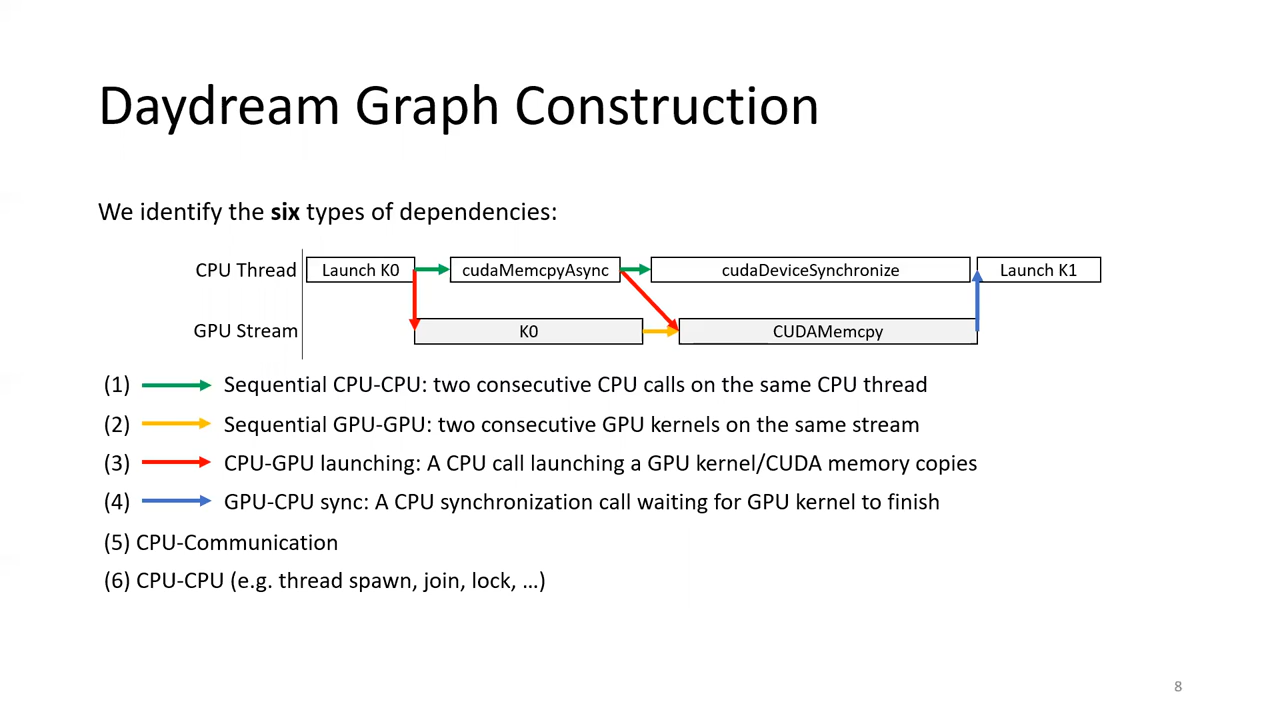 Daydream Graph Construction
We identify the six types of dependencies:
CPU Thread Launch K0 cudaMemcpyAsync cudaDeviceSynchronize Launch K1
GPU Stream K0 CUDAMemcpy
(1) Sequential CPU-CPU: two consecutive CPU calls on the same CPU thread
(2) Sequential GPU-GPU: two consecutive GPU kernels on the same stream
(3) CPU-GPU launching: A CPU call launching a GPU kernel/CUDA memory copies
(4) GPU-CPU sync: A CPU synchronization call waiting for GPU kernel to finish
(5) CPU-Communication
(6) CPU-CPU (e.g. thread spawn, join, lock, …)
8